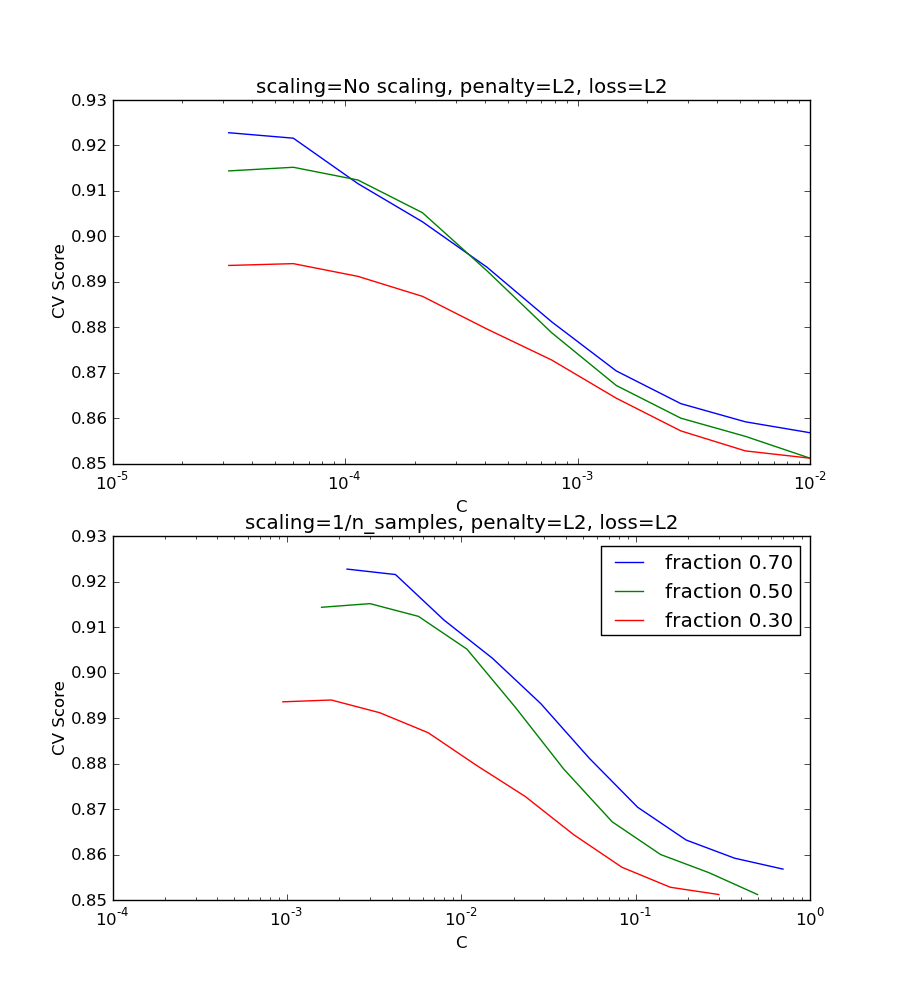 scaling=No scaling, penalty=L2, loss=L2
0.93
0.92
0.91
0.90
0.89
0.88
0.87
0.86
0.85
CV Score
10^-5 10^-4 10^-3 10^-2
C
scaling=1/n_samples, penalty=L2, loss=L2
0.93
0.92
0.91
0.90
0.89
0.88
0.87
0.86
0.85
CV Score
fraction 0.70
fraction 0.50
fraction 0.30
10^-4 10^-3 10^-2 10^-1 10^0
C